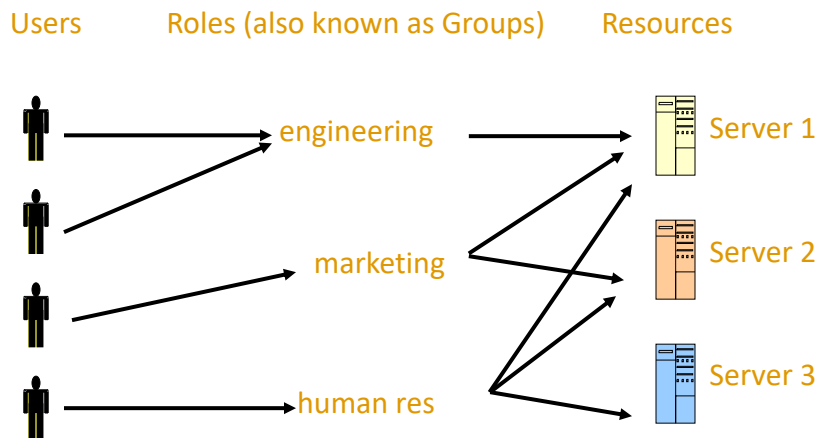 Users Roles (also known as Groups) Resources
engineering Server 1
marketing Server 2
human res Server 3